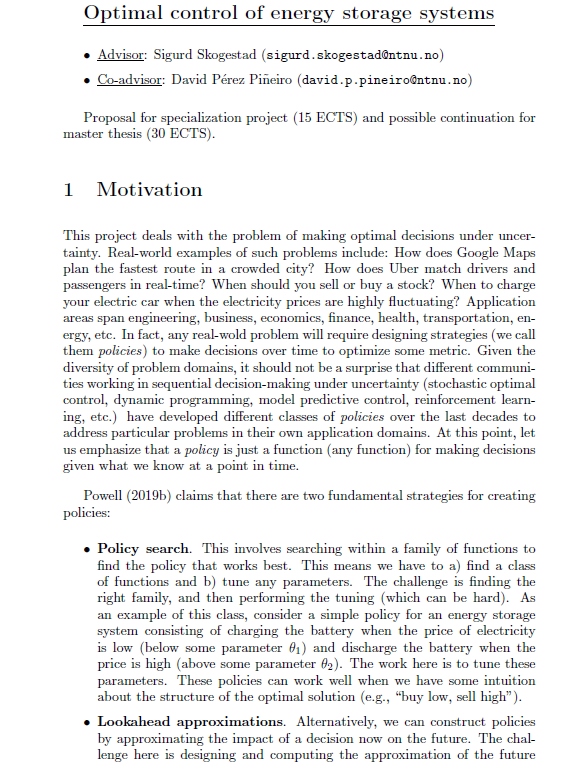 Optimal control of energy storage systems
• Advisor: Sigurd Skogestad (sigurd.skogestad@ntnu.no)
• Co-advisor: David Pérez Piñeiro (david.p.pineiro@ntnu.no)
Proposal for specialization project (15 ECTS) and possible continuation for
master thesis (30 ECTS).
1 Motivation
This project deals with the problem of making optimal decisions under uncer-
tainty. Real-world examples of such problems include: How does Google Maps
plan the fastest route in a crowded city? How does Uber match drivers and
passengers in real-time? When should you sell or buy a stock? When to charge
your electric car when the electricity prices are highly fluctuating? Application
areas span engineering, business, economics, finance, health, transportation, en-
ergy, etc. In fact, any real-wold problem will require designing strategies (we call
them policies) to make decisions over time to optimize some metric. Given the
diversity of problem domains, it should not be a surprise that different communi-
ties working in sequential decision-making under uncertainty (stochastic optimal
control, dynamic programming, model predictive control, reinforcement learn-
ing, etc.) have developed different classes of policies over the last decades to
address particular problems in their own application domains. At this point, let
us emphasize that a policy is just a function (any function) for making decisions
given what we know at a point in time.
Powell (2019b) claims that there are two fundamental strategies for creating
policies:
• Policy search. This involves searching within a family of functions to
find the policy that works best. This means we have to a) find a class
of functions and b) tune any parameters. The challenge is finding the
right family, and then performing the tuning (which can be hard). As
an example of this class, consider a simple policy for an energy storage
system consisting of charging the battery when the price of electricity
is low (below some parameter θ₁) and discharge the battery when the
price is high (above some parameter θ₂). The work here is to tune these
parameters. These policies can work well when we have some intuition
about the structure of the optimal solution (e.g., “buy low, sell high”).
• Lookahead approximations. Alternatively, we can construct policies
by approximating the impact of a decision now on the future. The chal-
lenge here is designing and computing the approximation of the future